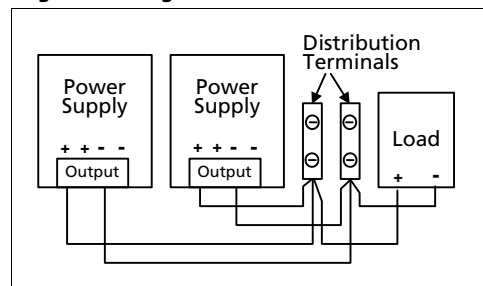 Distribution
Terminals
Power
Supply
+ + - -
Output
Power
Supply
+ + - -
Output
Load
+ -